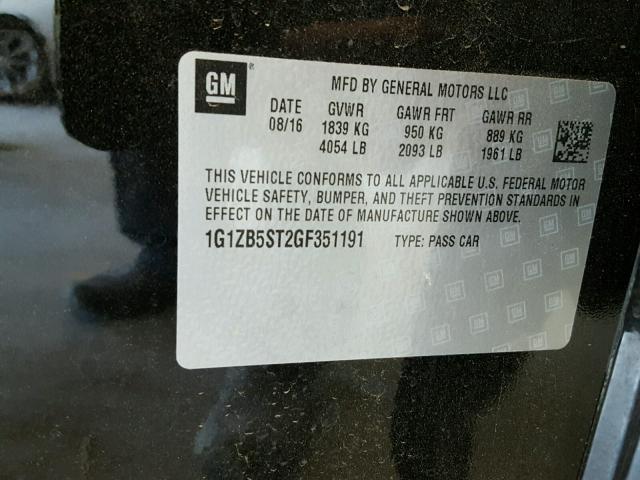 GM ®
MFD BY GENERAL MOTORS LLC
DATE GVWR GAWR FRT GAWR RR
08/16 1839 KG 950 KG 889 KG
4054 LB 2093 LB 1961 LB
THIS VEHICLE CONFORMS TO ALL APPLICABLE U.S. FEDERAL MOTOR
VEHICLE SAFETY, BUMPER, AND THEFT PREVENTION STANDARDS IN
EFFECT ON THE DATE OF MANUFACTURE SHOWN ABOVE.
1G1ZB5ST2GF351191 TYPE: PASS CAR